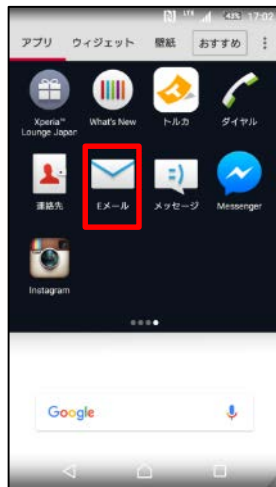 LTE 43% 17:02
アプリ ウィジェット 壁紙 おすすめ
Xperia™ Lounge Japan What's New トルカ ダイヤル
連絡先 Eメール メッセージ Messenger
Instagram
Google